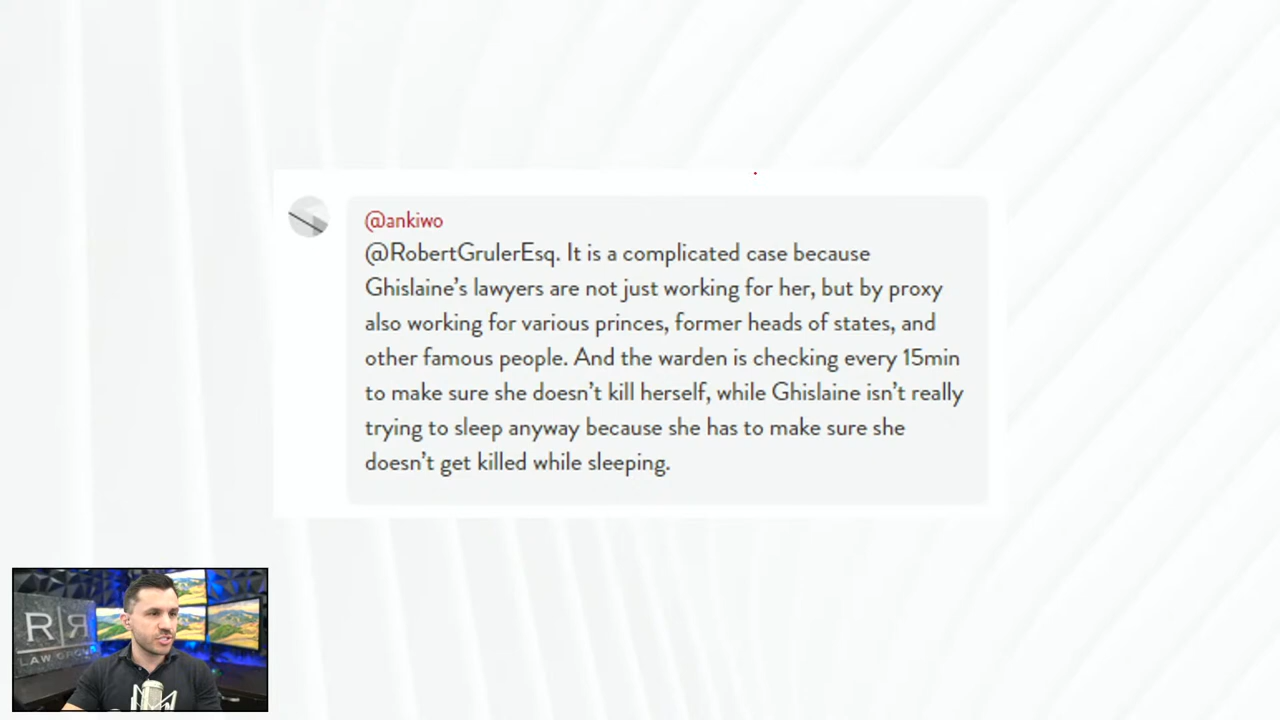 @ankiwo
@RobertGrulerEsq. It is a complicated case because
Ghislaine’s lawyers are not just working for her, but by proxy
also working for various princes, former heads of states, and
other famous people. And the warden is checking every 15min
to make sure she doesn’t kill herself, while Ghislaine isn’t really
trying to sleep anyway because she has to make sure she
doesn’t get killed while sleeping.
R|R
LAW GROUP